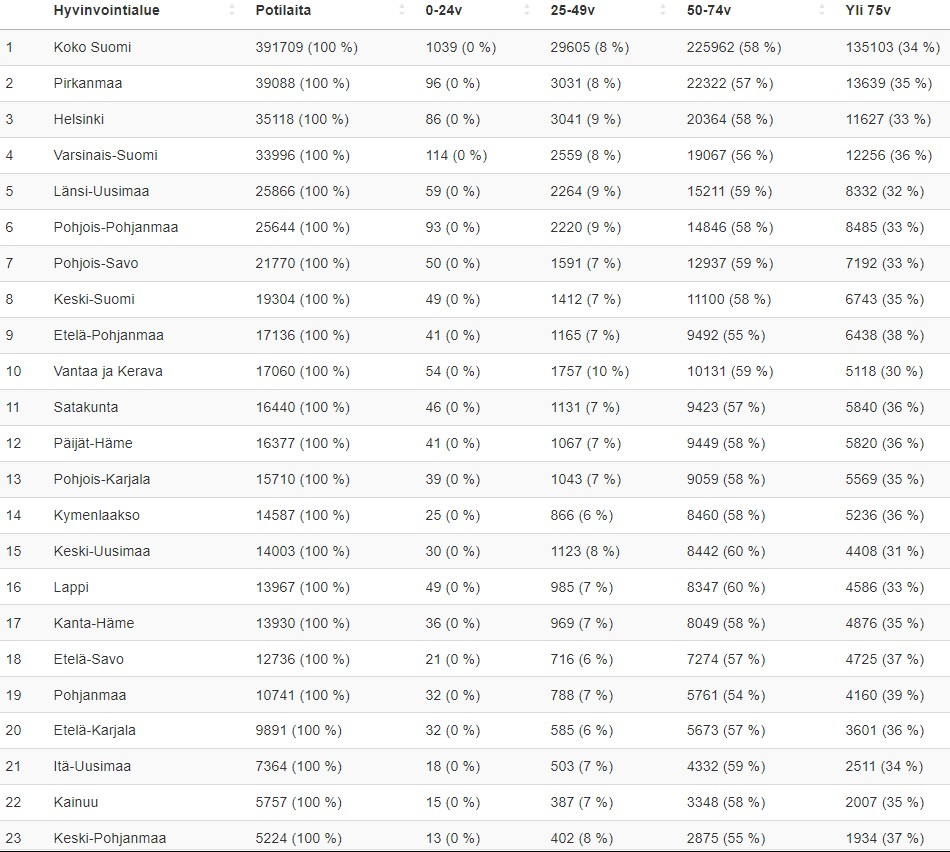 Hyvinvointialue Potilaita 0-24v 25-49v 50-74v Yli 75v
1 Koko Suomi 391709 (100 %) 1039 (0 %) 29605 (8 %) 225962 (58 %) 135103 (34 %)
2 Pirkanmaa 39088 (100 %) 96 (0 %) 3031 (8 %) 22322 (57 %) 13639 (35 %)
3 Helsinki 35118 (100 %) 86 (0 %) 3041 (9 %) 20364 (58 %) 11627 (33 %)
4 Varsinais-Suomi 33996 (100 %) 114 (0 %) 2559 (8 %) 19067 (56 %) 12256 (36 %)
5 Länsi-Uusimaa 25866 (100 %) 59 (0 %) 2264 (9 %) 15211 (59 %) 8332 (32 %)
6 Pohjois-Pohjanmaa 25644 (100 %) 93 (0 %) 2220 (9 %) 14846 (58 %) 8485 (33 %)
7 Pohjois-Savo 21770 (100 %) 50 (0 %) 1591 (7 %) 12937 (59 %) 7192 (33 %)
8 Keski-Suomi 19304 (100 %) 49 (0 %) 1412 (7 %) 11100 (58 %) 6743 (35 %)
9 Etelä-Pohjanmaa 17136 (100 %) 41 (0 %) 1165 (7 %) 9492 (55 %) 6438 (38 %)
10 Vantaa ja Kerava 17060 (100 %) 54 (0 %) 1757 (10 %) 10131 (59 %) 5118 (30 %)
11 Satakunta 16440 (100 %) 46 (0 %) 1131 (7 %) 9423 (57 %) 5840 (36 %)
12 Päijät-Häme 16377 (100 %) 41 (0 %) 1067 (7 %) 9449 (58 %) 5820 (36 %)
13 Pohjois-Karjala 15710 (100 %) 39 (0 %) 1043 (7 %) 9059 (58 %) 5569 (35 %)
14 Kymenlaakso 14587 (100 %) 25 (0 %) 866 (6 %) 8460 (58 %) 5236 (36 %)
15 Keski-Uusimaa 14003 (100 %) 30 (0 %) 1123 (8 %) 8442 (60 %) 4408 (31 %)
16 Lappi 13967 (100 %) 49 (0 %) 985 (7 %) 8347 (60 %) 4586 (33 %)
17 Kanta-Häme 13930 (100 %) 36 (0 %) 969 (7 %) 8049 (58 %) 4876 (35 %)
18 Etelä-Savo 12736 (100 %) 21 (0 %) 716 (6 %) 7274 (57 %) 4725 (37 %)
19 Pohjanmaa 10741 (100 %) 32 (0 %) 788 (7 %) 5761 (54 %) 4160 (39 %)
20 Etelä-Karjala 9891 (100 %) 32 (0 %) 585 (6 %) 5673 (57 %) 3601 (36 %)
21 Itä-Uusimaa 7364 (100 %) 18 (0 %) 503 (7 %) 4332 (59 %) 2511 (34 %)
22 Kainuu 5757 (100 %) 15 (0 %) 387 (7 %) 3348 (58 %) 2007 (35 %)
23 Keski-Pohjanmaa 5224 (100 %) 13 (0 %) 402 (8 %) 2875 (55 %) 1934 (37 %)